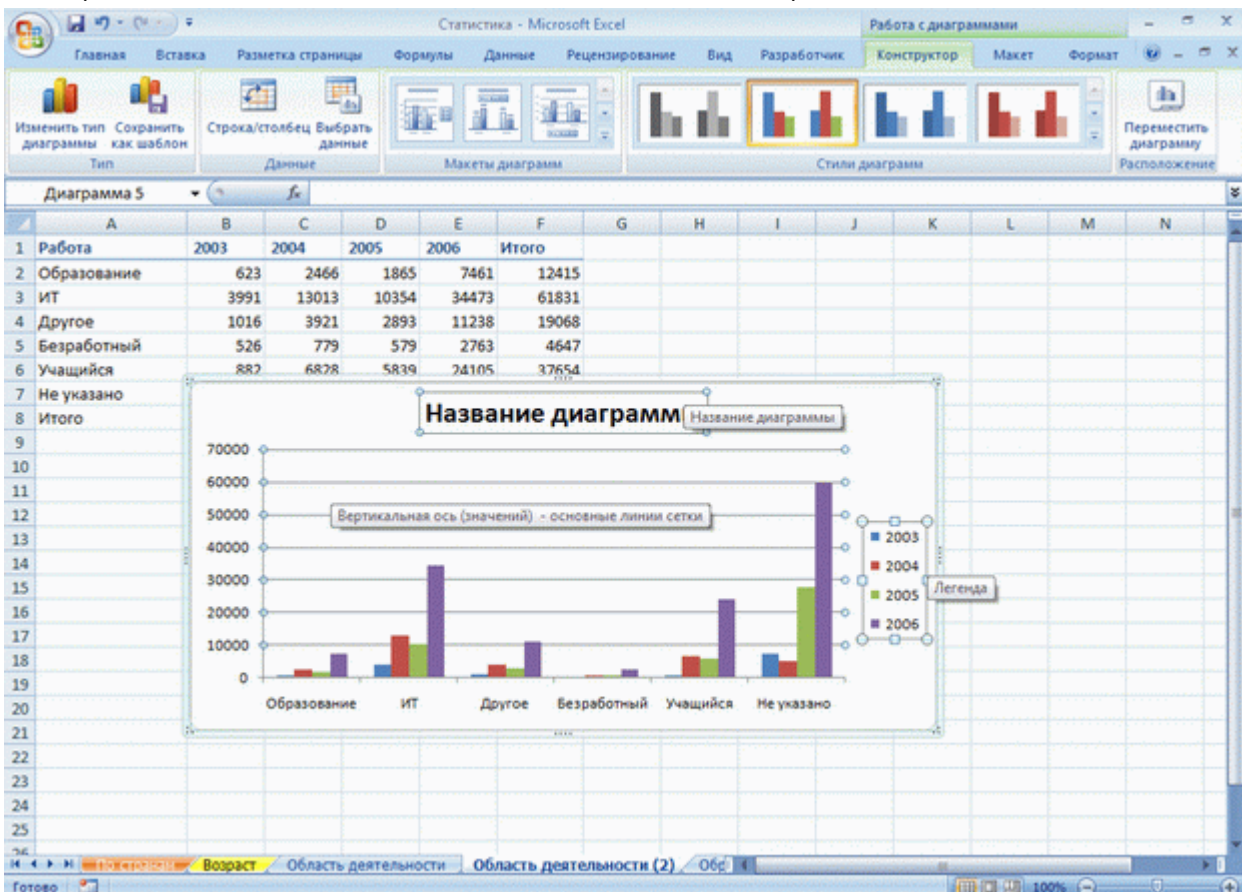 Статистика - Microsoft Excel
Работа с диаграммами
Главная Вставка Разметка страницы Формулы Данные Рецензирование Вид Разработчик Конструктор Макет Формат
Изменить тип диаграммы Сохранить как шаблон Строка/столбец Выбрать данные Переместить диаграмму
Тип Данные Макеты диаграмм Стили диаграмм Расположение
Диаграмма 5 fx
A B C D E F G H I J K L M N
1 Работа 2003 2004 2005 2006 Итого
2 Образование 623 2466 1865 7461 12415
3 ИТ 3991 13013 10354 34473 61831
4 Другое 1016 3921 2893 11238 19068
5 Безработный 526 779 579 2763 4647
6 Учащийся 882 6828 5839 24105 37654
7 Не указано
8 Итого
9
10
11
12
13
14
15
16
17
18
19
20
21
22
23
24
25
26
Название диаграмм
Название диаграммы
70000
60000
50000
40000
30000
20000
10000
0
Вертикальная ось (значений) - основные линии сетки
2003
2004
2005
2006
Легенда
Образование ИТ Другое Безработный Учащийся Не указано
По странам Возраст Область деятельности Область деятельности (2)
Готово 100%